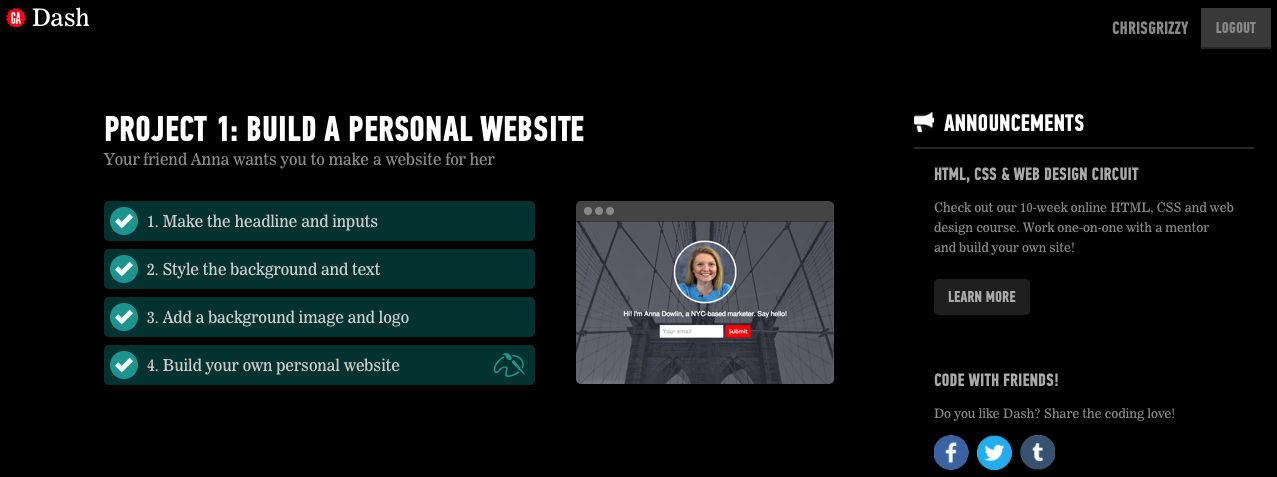 GA Dash
CHRISGRIZZY
LOGOUT
PROJECT 1: BUILD A PERSONAL WEBSITE
Your friend Anna wants you to make a website for her
1. Make the headline and inputs
2. Style the background and text
3. Add a background image and logo
4. Build your own personal website
Hi! I'm Anna Dowlin, a NYC-based marketer. Say hello!
Your email
Submit
ANNOUNCEMENTS
HTML, CSS & WEB DESIGN CIRCUIT
Check out our 10-week online HTML, CSS and web
design course. Work one-on-one with a mentor
and build your own site!
LEARN MORE
CODE WITH FRIENDS!
Do you like Dash? Share the coding love!